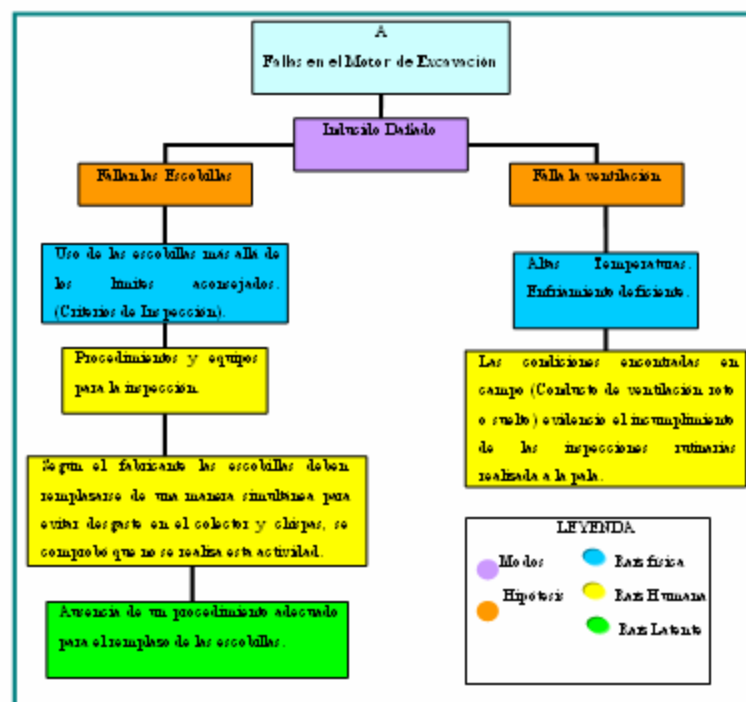 A
Fallas en el Motor de Excavación
Inducido Dañado
Fallan las Escobillas
Falla la ventilación
Uso de las escobillas más allá de
los límites aconsejados.
(Criterios de Inspección).
Altas Temperaturas.
Enfriamiento deficiente.
Procedimientos y equipos
para la inspección.
Las condiciones encontradas en
campo (Conducto de ventilación roto
o suelto) evidencio el incumplimiento
de las inspecciones rutinarias
realizada a la pala.
Según el fabricante las escobillas deben
remplazarse de una manera simultánea para
evitar desgaste en el colector y chispas, se
comprobó que no se realiza esta actividad.
Ausencia de un procedimiento adecuado
para el remplazo de las escobillas.
LEYENDA
Modos
Raíz física
Hipótesis
Raíz Humana
Raíz Latente